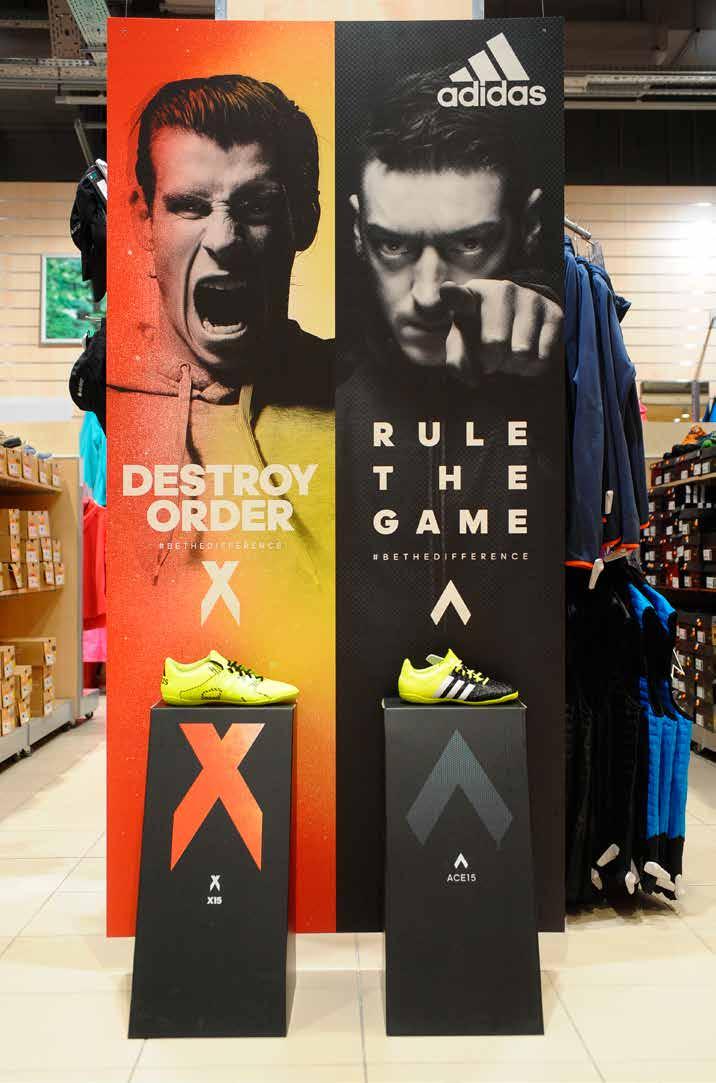 adidas
DESTROY
ORDER
#BETHEDIFFERENCE
X
RULE
THE
GAME
#BETHEDIFFERENCE
X
X
X15
ACE15